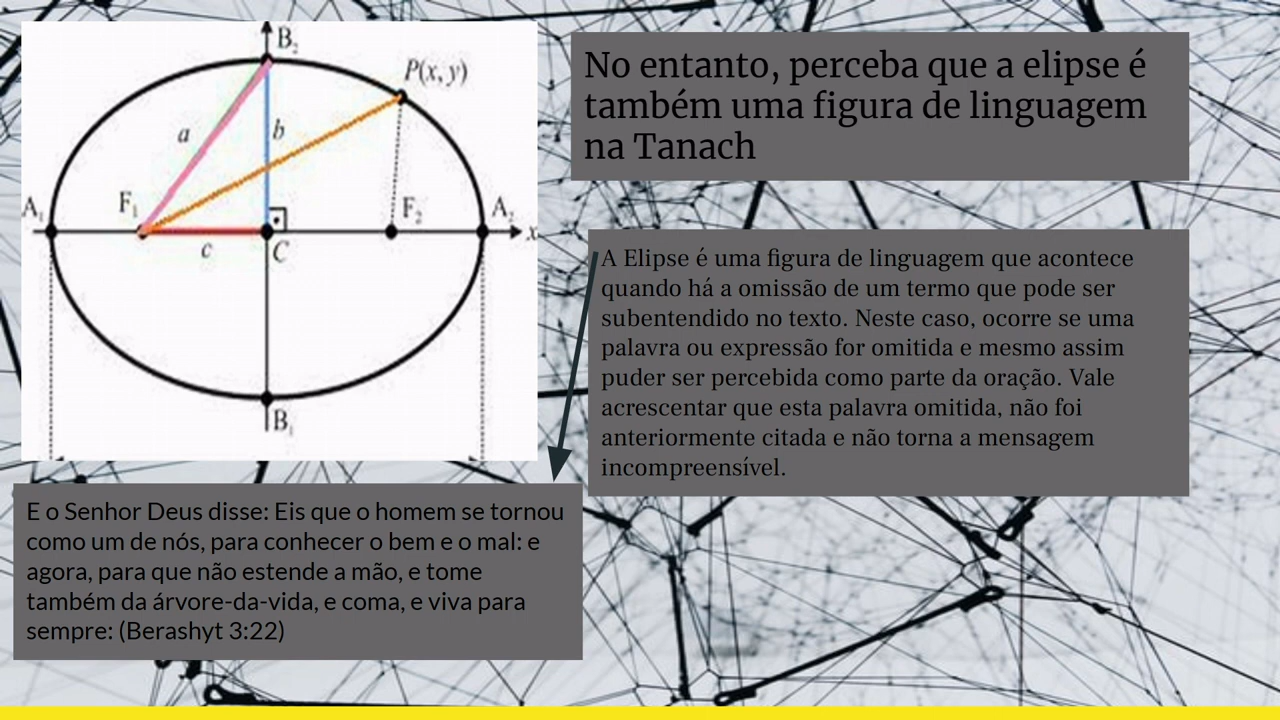 B₂
P(x, y)
a
b
A₁
F₁
F₂
A₂
x
c
C
B₁
No entanto, perceba que a elipse é
também uma figura de linguagem
na Tanach
A Elipse é uma figura de linguagem que acontece
quando há a omissão de um termo que pode ser
subentendido no texto. Neste caso, ocorre se uma
palavra ou expressão for omitida e mesmo assim
puder ser percebida como parte da oração. Vale
acrescentar que esta palavra omitida, não foi
anteriormente citada e não torna a mensagem
incompreensível.
E o Senhor Deus disse: Eis que o homem se tornou
como um de nós, para conhecer o bem e o mal: e
agora, para que não estende a mão, e tome
também da árvore-da-vida, e coma, e viva para
sempre: (Berashyt 3:22)